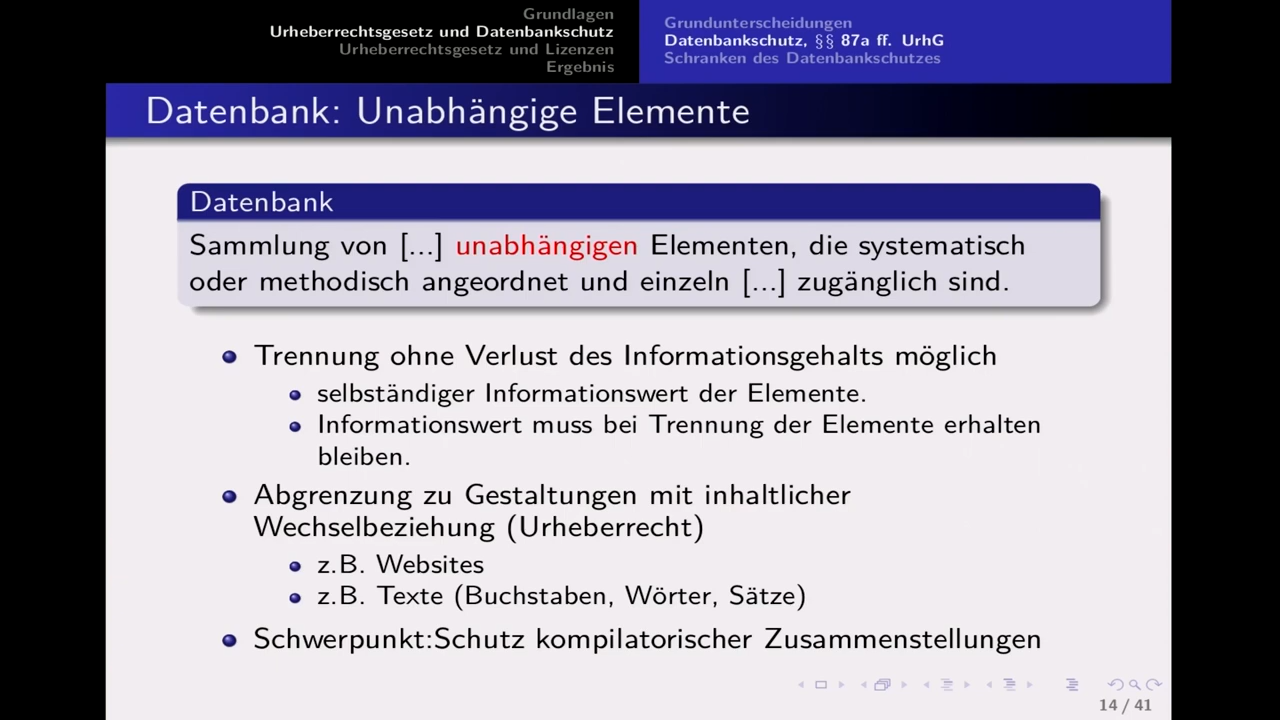 Grundlagen
Urheberrechtsgesetz und Datenbankschutz
Urheberrechtsgesetz und Lizenzen
Ergebnis
Grundunterscheidungen
Datenbankschutz, §§ 87a ff. UrhG
Schranken des Datenbankschutzes
Datenbank: Unabhängige Elemente
Datenbank
Sammlung von [...] unabhängigen Elementen, die systematisch
oder methodisch angeordnet und einzeln [...] zugänglich sind.
Trennung ohne Verlust des Informationsgehalts möglich
selbständiger Informationswert der Elemente.
Informationswert muss bei Trennung der Elemente erhalten
bleiben.
Abgrenzung zu Gestaltungen mit inhaltlicher
Wechselbeziehung (Urheberrecht)
z.B. Websites
z.B. Texte (Buchstaben, Wörter, Sätze)
Schwerpunkt:Schutz kompilatorischer Zusammenstellungen
14 / 41